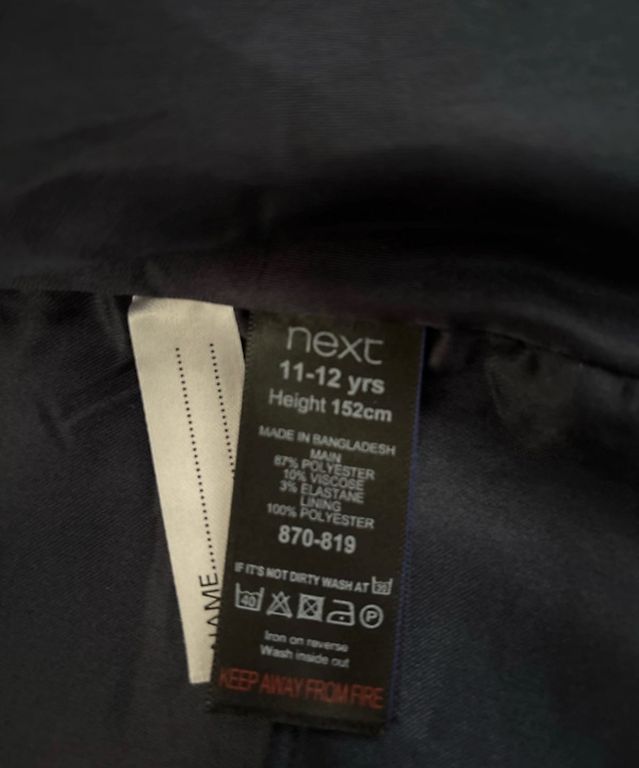 next
11-12 yrs
Height 152cm
MADE IN BANGLADESH
MAIN
87% POLYESTER
10% VISCOSE
3% ELASTANE
LINING
100% POLYESTER
870-819
IF IT'S NOT DIRTY WASH AT 30
40 P
Iron on reverse
Wash inside out
KEEP AWAY FROM FIRE
NAME